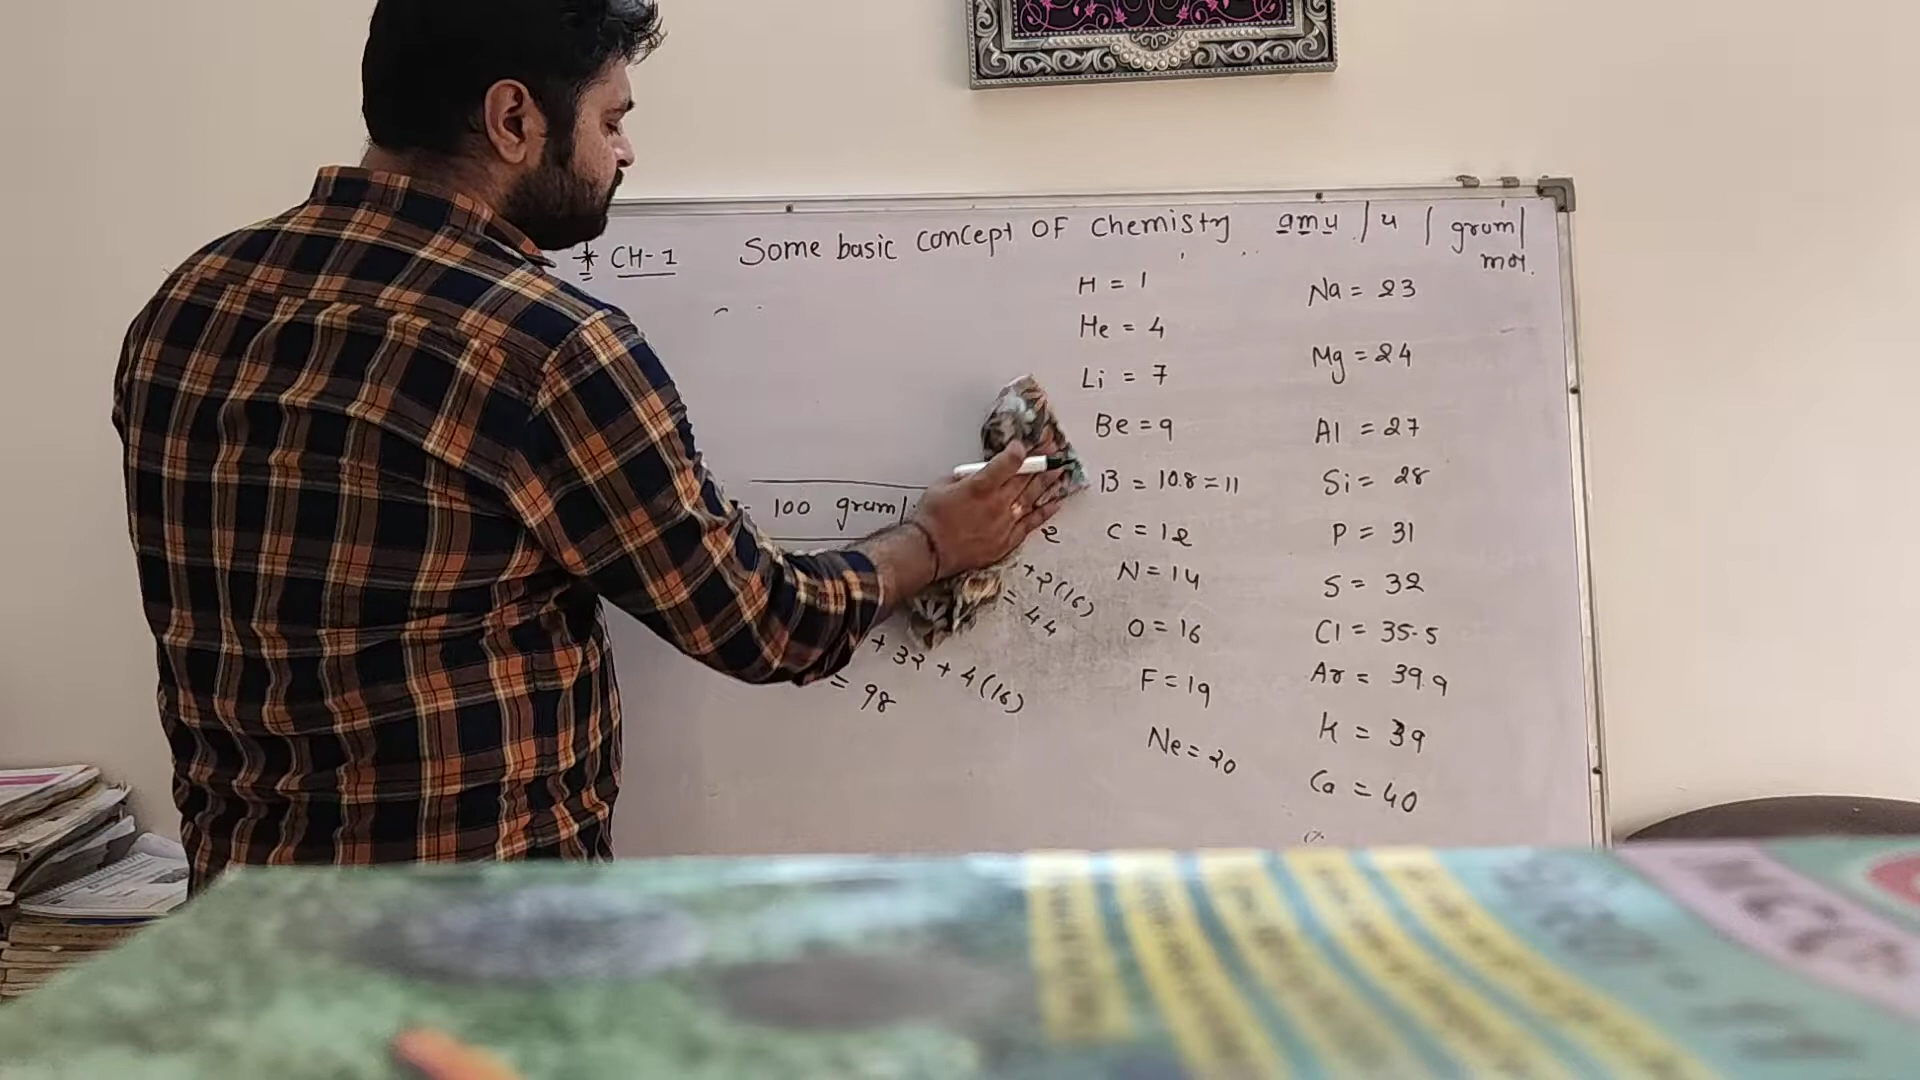 * CH-1 Some basic concept OF Chemistry amu / u / gram/
mol.
H = 1
He = 4
Li = 7
Be = 9
B = 10.8 = 11
C = 12
N = 14
O = 16
F = 19
Ne = 20
Na = 23
Mg = 24
Al = 27
Si = 28
P = 31
S = 32
Cl = 35.5
Ar = 39.9
K = 39
Ca = 40
100 gram/
+ 2(16)
= 44
+ 32 + 4(16)
= 98